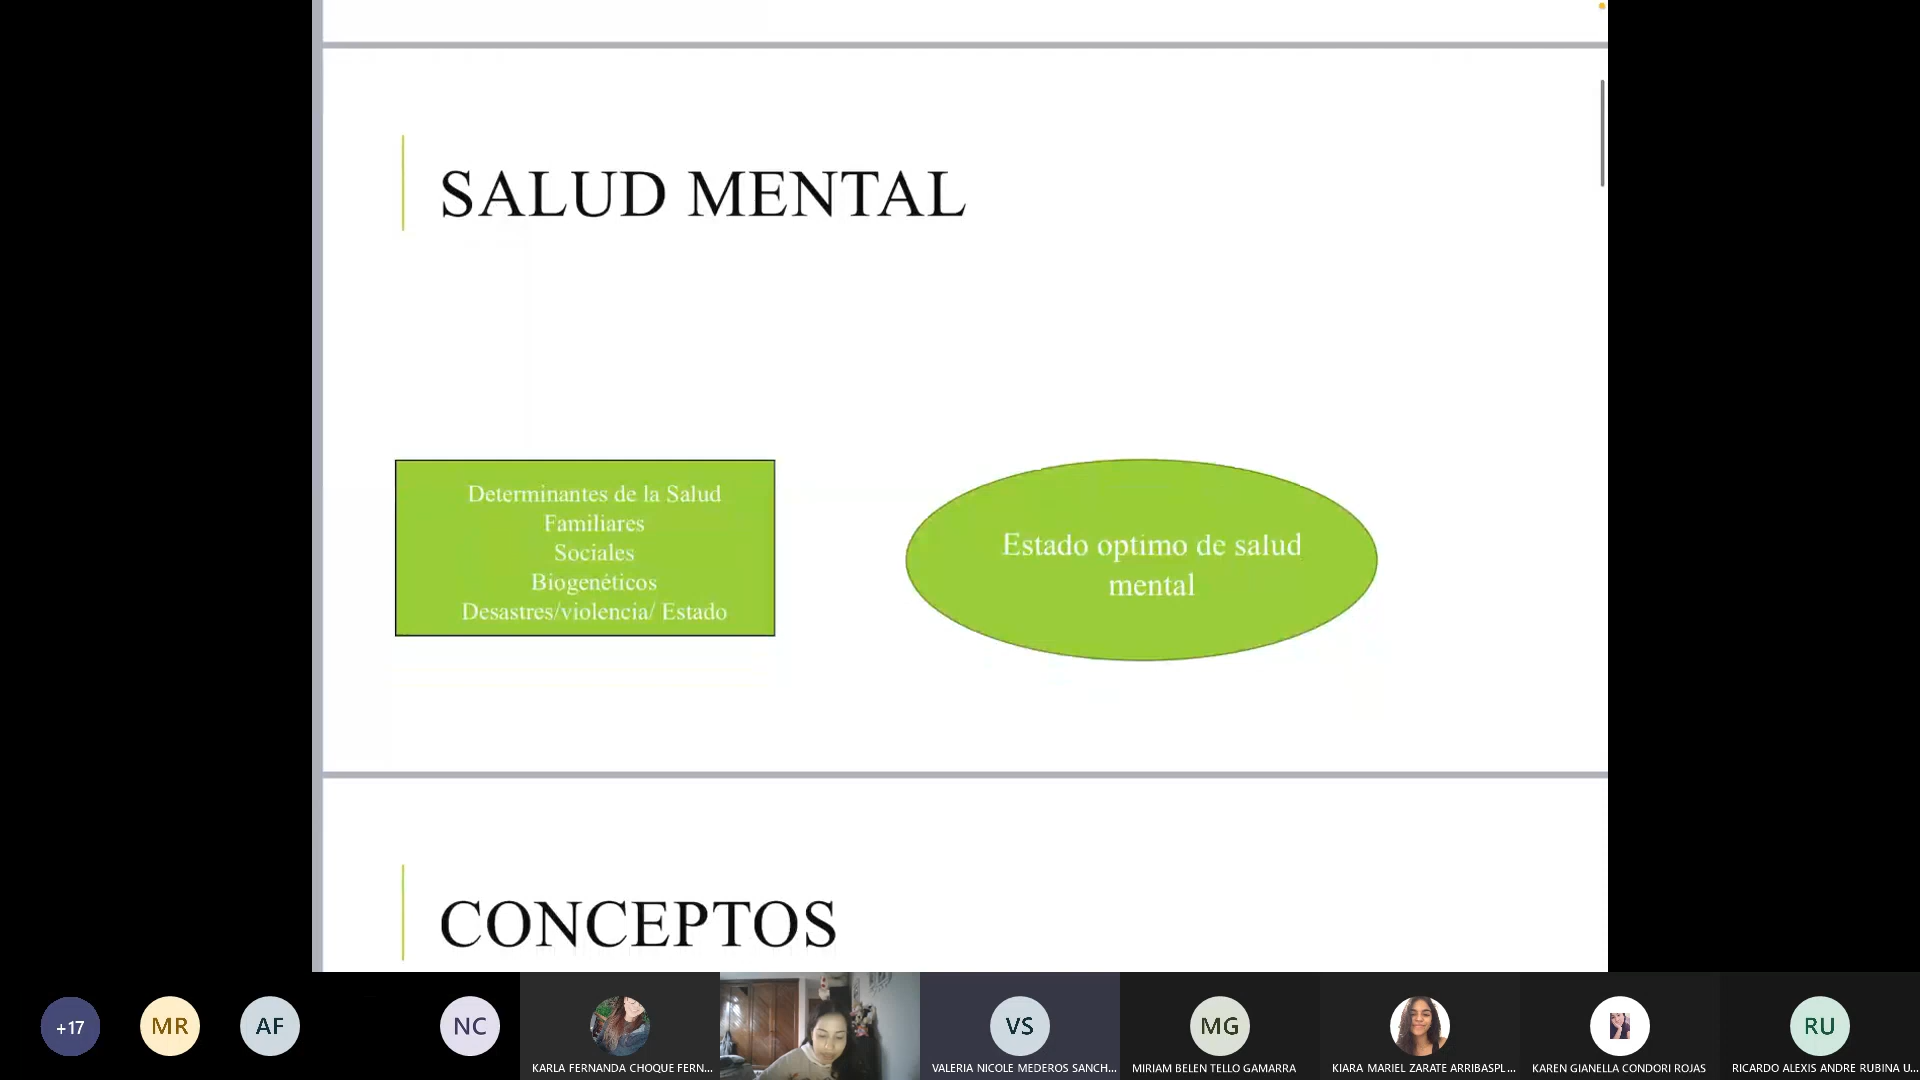 SALUD MENTAL
Determinantes de la Salud
Familiares
Sociales
Biogenéticos
Desastres/violencia/ Estado
Estado optimo de salud
mental
CONCEPTOS
+17
MR
AF
NC
VS
MG
RU
KARLA FERNANDA CHOQUE FERN...
VALERIA NICOLE MEDEROS SANCH...
MIRIAM BELEN TELLO GAMARRA
KIARA MARIEL ZARATE ARRIBASPL...
KAREN GIANELLA CONDORI ROJAS
RICARDO ALEXIS ANDRE RUBINA U...